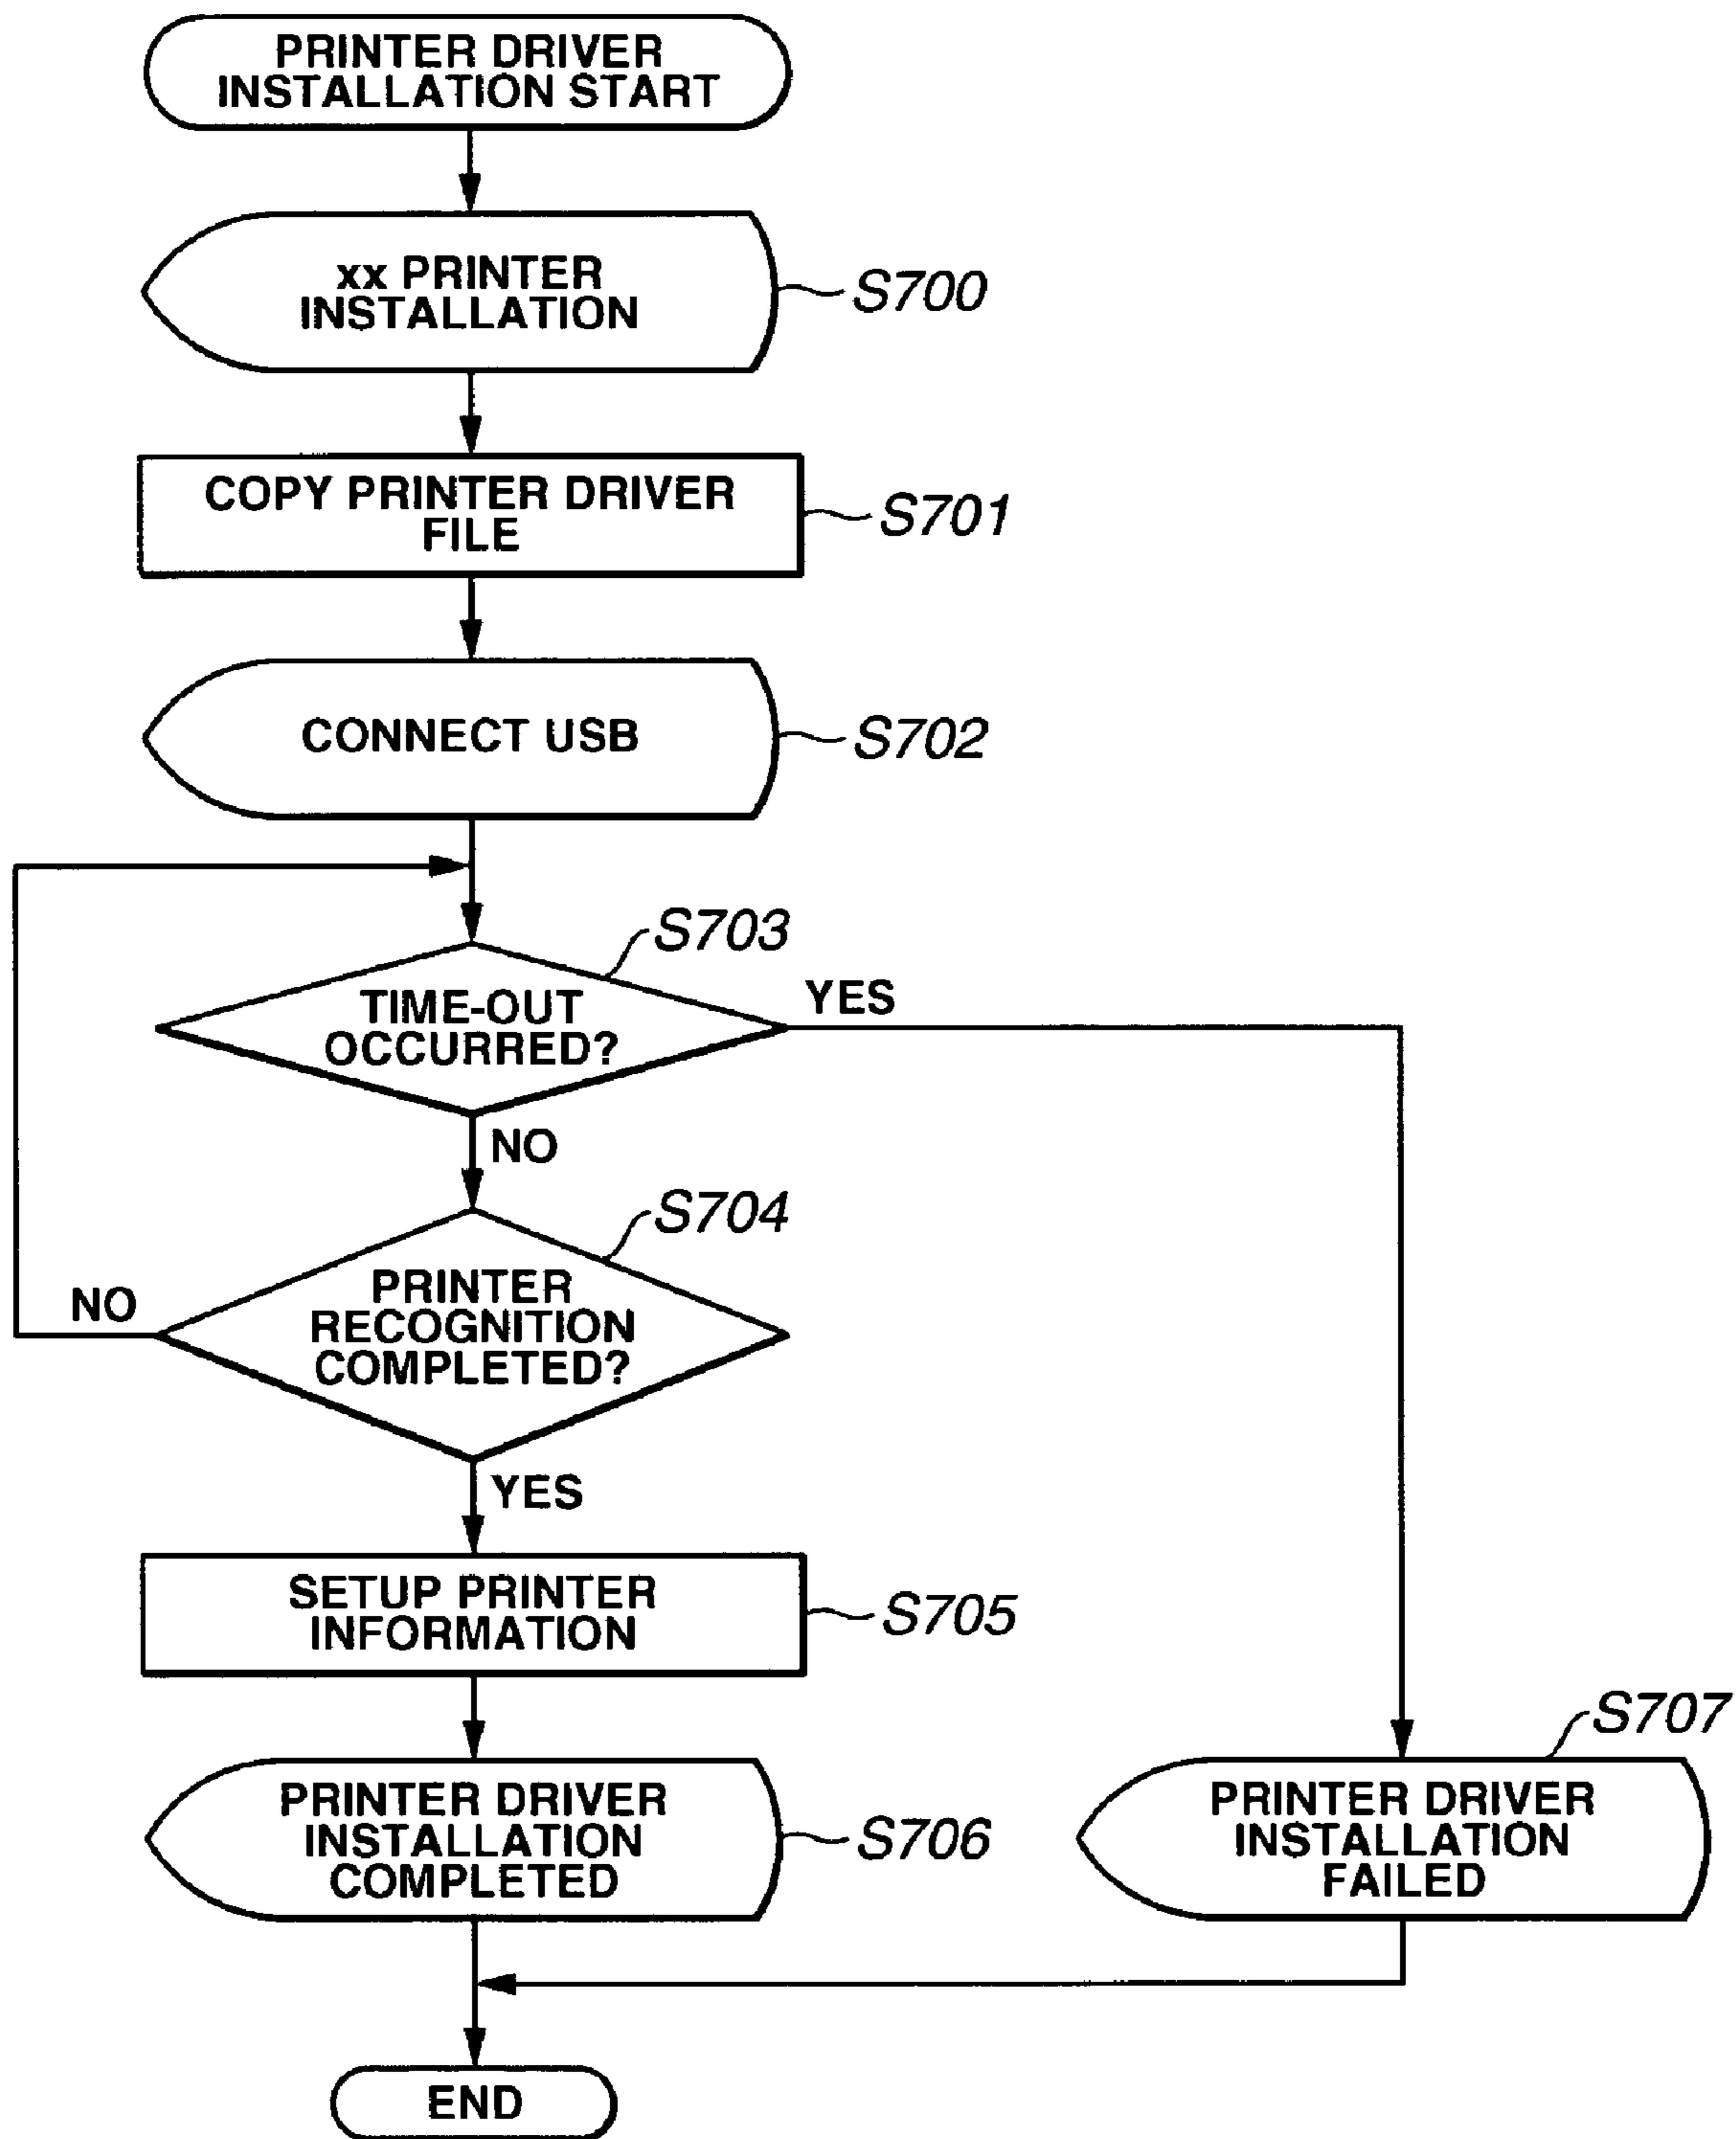 PRINTER DRIVER
INSTALLATION START
xx PRINTER
INSTALLATION
S700
COPY PRINTER DRIVER
FILE
S701
CONNECT USB
S702
S703
TIME-OUT
OCCURRED?
YES
NO
S704
PRINTER
RECOGNITION
COMPLETED?
NO
YES
SETUP PRINTER
INFORMATION
S705
S707
PRINTER DRIVER
INSTALLATION
COMPLETED
S706
PRINTER DRIVER
INSTALLATION
FAILED
END